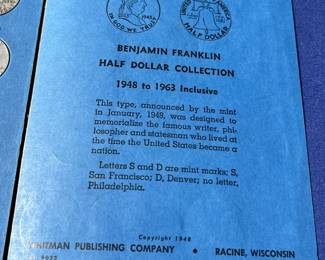 IN GOD WE TRUST
1948
HALF DOLLAR
BENJAMIN FRANKLIN
HALF DOLLAR COLLECTION
1948 to 1963 Inclusive
This type, announced by the mint
in January, 1948, was designed to
memorialize the famous writer, phi-
losopher and statesman who lived at
the time the United States became a
nation.
Letters S and D are mint marks; S,
San Francisco; D, Denver; no letter,
Philadelphia.
Copyright 1948
WHITMAN PUBLISHING COMPANY • RACINE, WISCONSIN